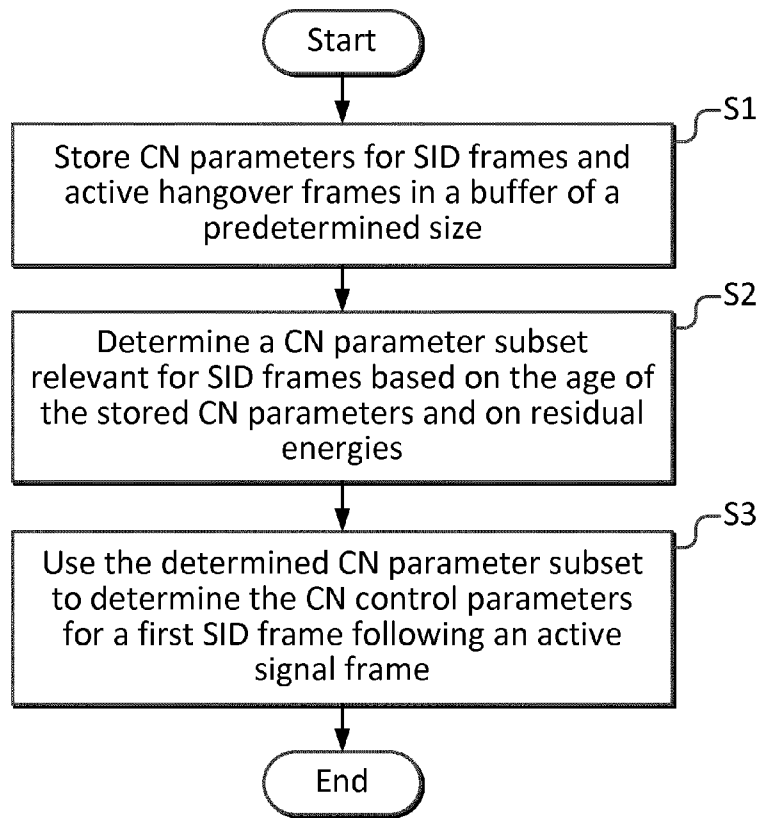 Start
S1
Store CN parameters for SID frames and
active hangover frames in a buffer of a
predetermined size
S2
Determine a CN parameter subset
relevant for SID frames based on the age of
the stored CN parameters and on residual
energies
S3
Use the determined CN parameter subset
to determine the CN control parameters
for a first SID frame following an active
signal frame
End